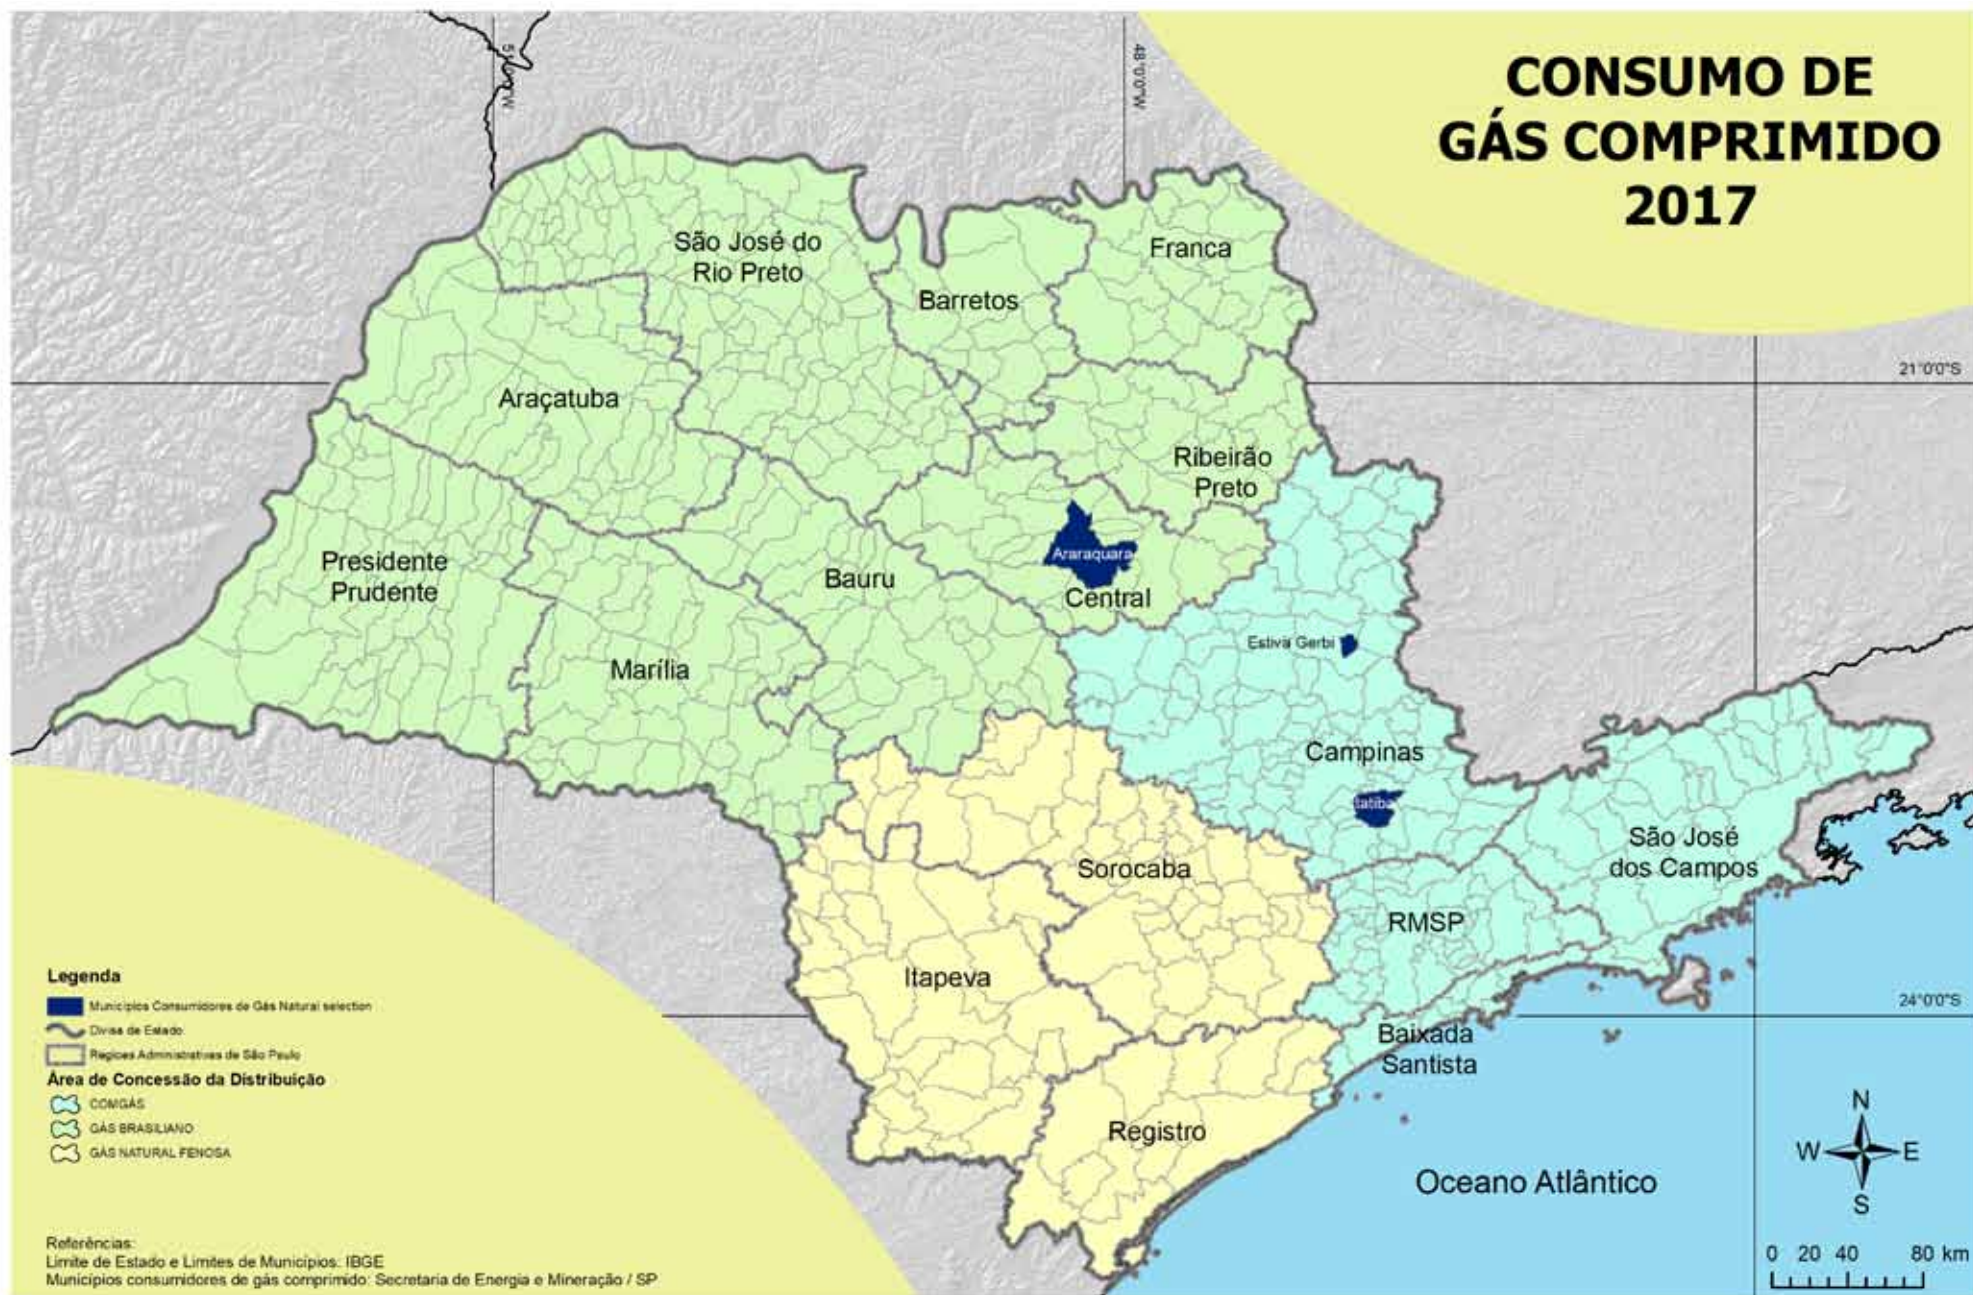 CONSUMO DE
GÁS COMPRIMIDO
2017
48°0'0"W
21°0'0"S
São José do
Rio Preto
Franca
Barretos
Araçatuba
Ribeirão
Preto
Araraquara
Presidente
Prudente
Bauru
Central
Estiva Gerbi
Marília
Campinas
Itatiba
São José
dos Campos
Sorocaba
RMSP
Itapeva
24°0'0"S
Baixada
Santista
Registro
Oceano Atlântico
Legenda
Municípios Consumidores de Gás Natural selection
Divisa de Estado
Regioes Administrativas de São Paulo
Área de Concessão da Distribuição
COMGÁS
GÁS BRASILIANO
GÁS NATURAL FENOSA
N
W E
S
0 20 40 80 km
Referências:
Limite de Estado e Limites de Municípios: IBGE
Municípios consumidores de gás comprimido: Secretaria de Energia e Mineração / SP